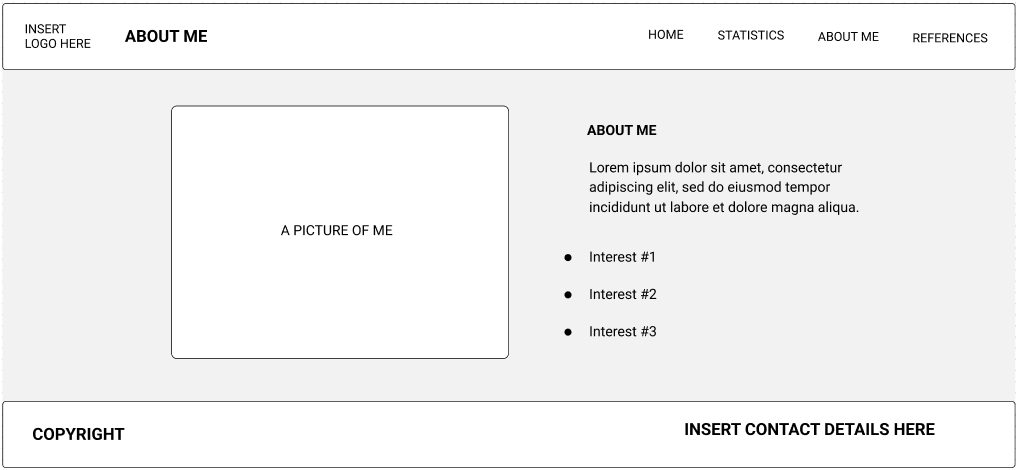 INSERT
LOGO HERE
ABOUT ME
HOME
STATISTICS
ABOUT ME
REFERENCES
A PICTURE OF ME
ABOUT ME
Lorem ipsum dolor sit amet, consectetur
adipiscing elit, sed do eiusmod tempor
incididunt ut labore et dolore magna aliqua.
Interest #1
Interest #2
Interest #3
COPYRIGHT
INSERT CONTACT DETAILS HERE